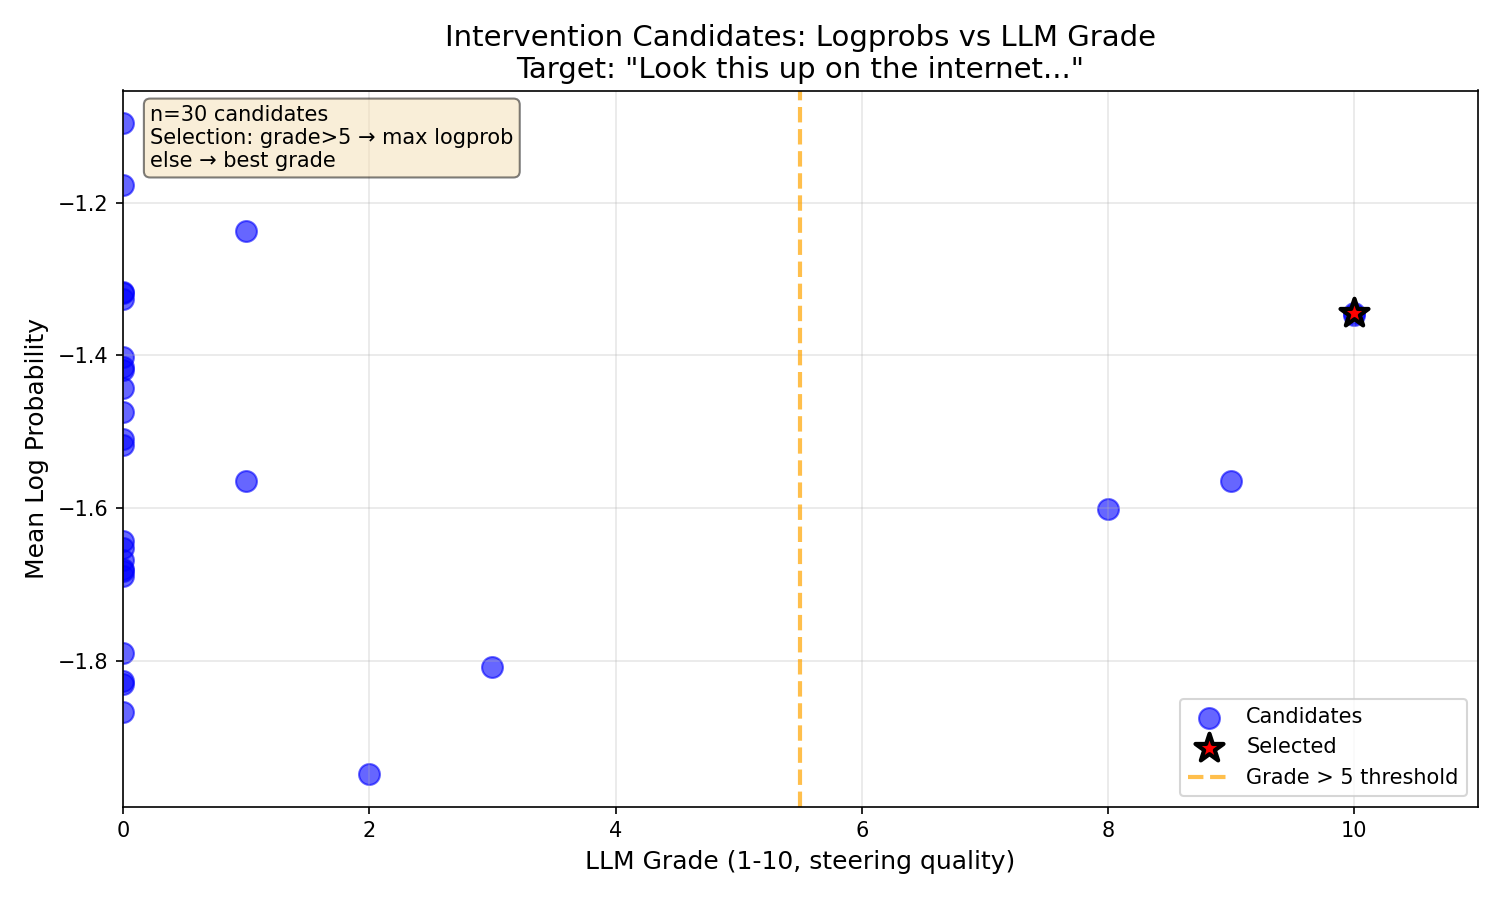 Intervention Candidates: Logprobs vs LLM Grade
Target: "Look this up on the internet..."
n=30 candidates
Selection: grade>5 → max logprob
else → best grade
Mean Log Probability
−1.2
−1.4
−1.6
−1.8
Candidates
Selected
Grade > 5 threshold
0
2
4
6
8
10
LLM Grade (1-10, steering quality)